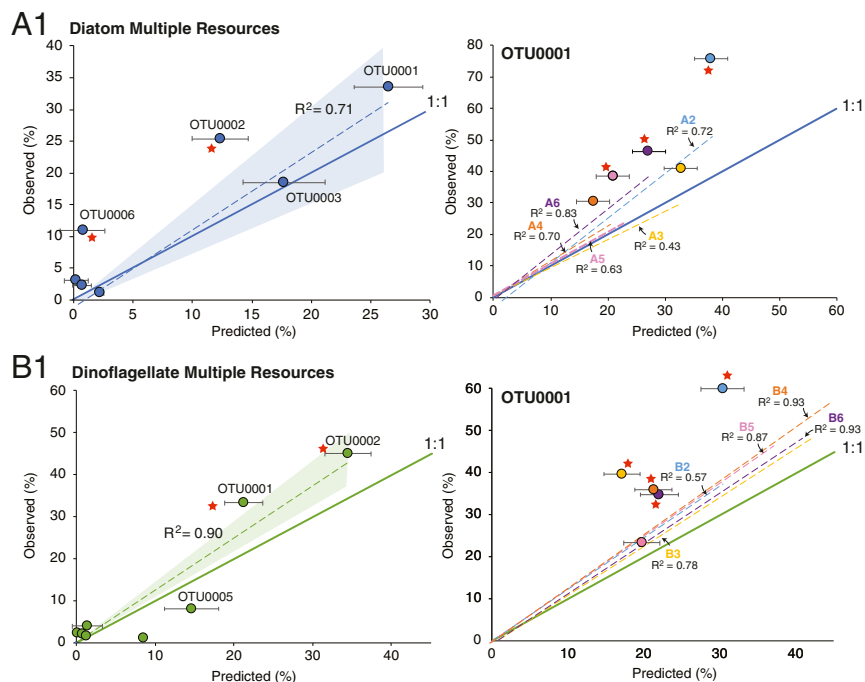 A1
Diatom Multiple Resources
40
35
30
25
20
15
10
5
0
0
5
10
15
20
25
30
Observed (%)
Predicted (%)
OTU0001
OTU0002
OTU0003
OTU0006
R² = 0.71
1:1
OTU0001
80
70
60
50
40
30
20
10
0
0
10
20
30
40
50
60
Observed (%)
Predicted (%)
1:1
A2
R² = 0.72
A6
R² = 0.83
A4
R² = 0.70
A5
R² = 0.63
A3
R² = 0.43
B1
Dinoflagellate Multiple Resources
60
50
40
30
20
10
0
0
10
20
30
40
Observed (%)
Predicted (%)
OTU0002
OTU0001
OTU0005
R² = 0.90
1:1
OTU0001
60
50
40
30
20
10
0
0
10
20
30
40
Observed (%)
Predicted (%)
B4
R² = 0.93
B6
R² = 0.93
B5
R² = 0.87
B2
R² = 0.57
B3
R² = 0.78
1:1